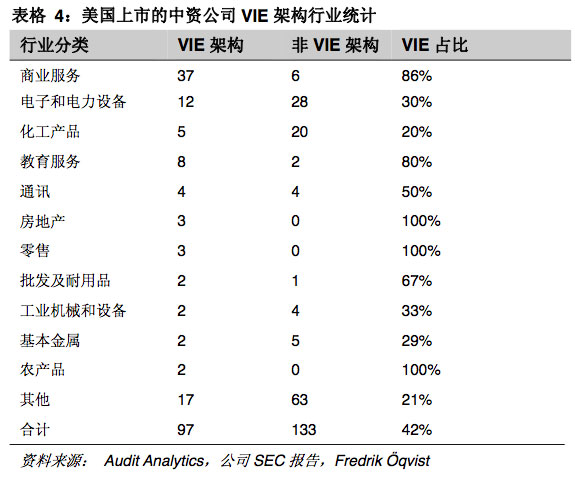 表格 4：美国上市的中资公司 VIE 架构行业统计
行业分类 VIE 架构 非 VIE 架构 VIE 占比
商业服务 37 6 86%
电子和电力设备 12 28 30%
化工产品 5 20 20%
教育服务 8 2 80%
通讯 4 4 50%
房地产 3 0 100%
零售 3 0 100%
批发及耐用品 2 1 67%
工业机械和设备 2 4 33%
基本金属 2 5 29%
农产品 2 0 100%
其他 17 63 21%
合计 97 133 42%
资料来源： Audit Analytics，公司 SEC 报告，Fredrik Öqvist